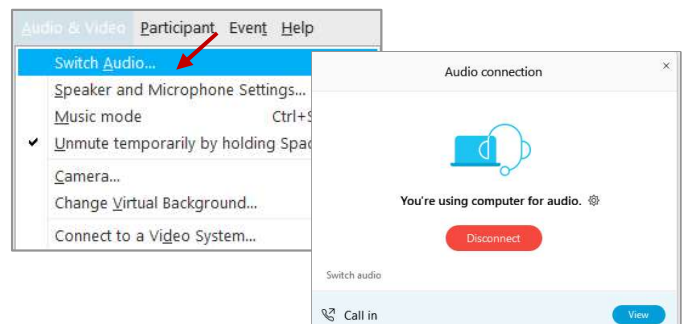 Audio & Video Participant Event Help
Switch Audio...
Speaker and Microphone Settings...
Music mode Ctrl+S
Unmute temporarily by holding Spac
Camera...
Change Virtual Background...
Connect to a Video System...
Audio connection
You're using computer for audio.
Disconnect
Switch audio
Call in View